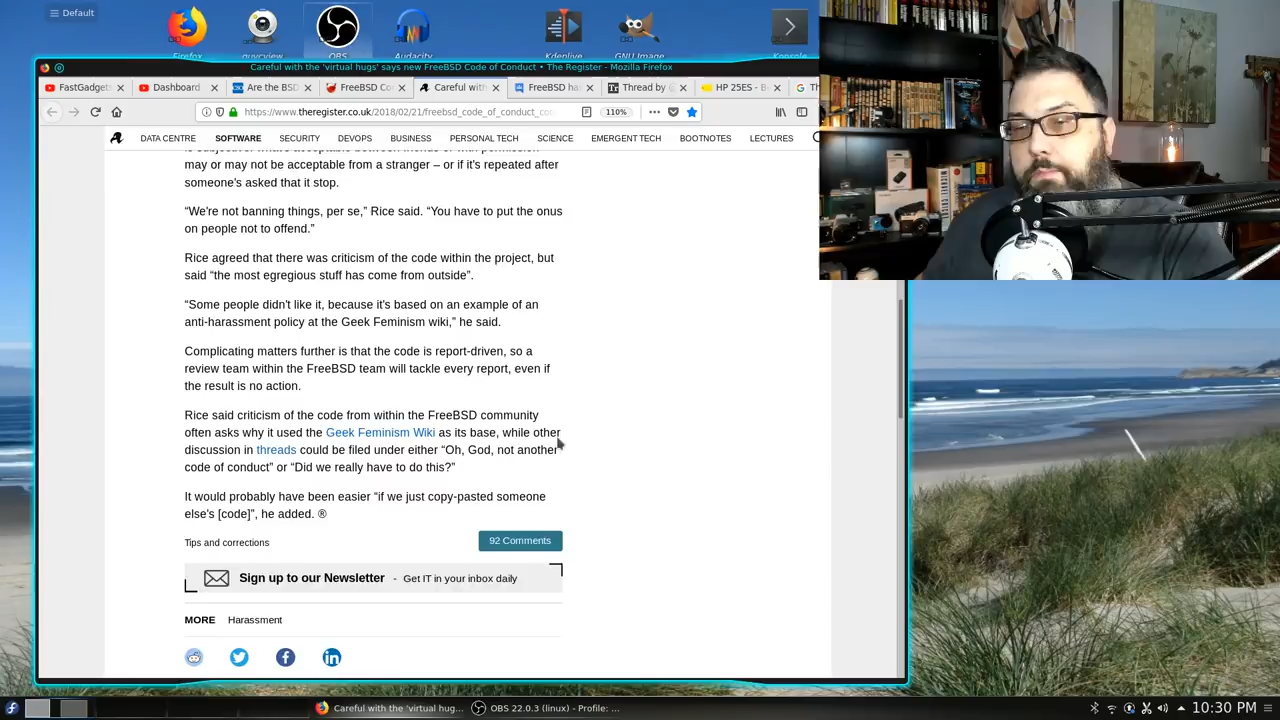 Default
Firefox
guvcview
OBS
Audacity
Kdenlive
GNU Image
Konsole
Careful with the 'virtual hugs' says new FreeBSD Code of Conduct • The Register - Mozilla Firefox
FastGadget
Dashboard
Are the BSD
FreeBSD Co
Careful with
FreeBSD ha
Thread by
HP 25ES - B
https://www.theregister.co.uk/2018/02/21/freebsd_code_of_conduct_co
110%
DATA CENTRE SOFTWARE SECURITY DEVOPS BUSINESS PERSONAL TECH SCIENCE EMERGENT TECH BOOTNOTES LECTURES
is subjective: what's acceptable between friends or with permission
may or may not be acceptable from a stranger – or if it's repeated after
someone's asked that it stop.
“We're not banning things, per se,” Rice said. “You have to put the onus
on people not to offend.”
Rice agreed that there was criticism of the code within the project, but
said “the most egregious stuff has come from outside”.
“Some people didn't like it, because it's based on an example of an
anti-harassment policy at the Geek Feminism wiki,” he said.
Complicating matters further is that the code is report-driven, so a
review team within the FreeBSD team will tackle every report, even if
the result is no action.
Rice said criticism of the code from within the FreeBSD community
often asks why it used the Geek Feminism Wiki as its base, while other
discussion in threads could be filed under either “Oh, God, not another
code of conduct” or “Did we really have to do this?”
It would probably have been easier “if we just copy-pasted someone
else's [code]”, he added. ®
Tips and corrections
92 Comments
Sign up to our Newsletter - Get IT in your inbox daily
MORE Harassment
Careful with the 'virtual hug...
OBS 22.0.3 (linux) - Profile: ...
10:30 PM